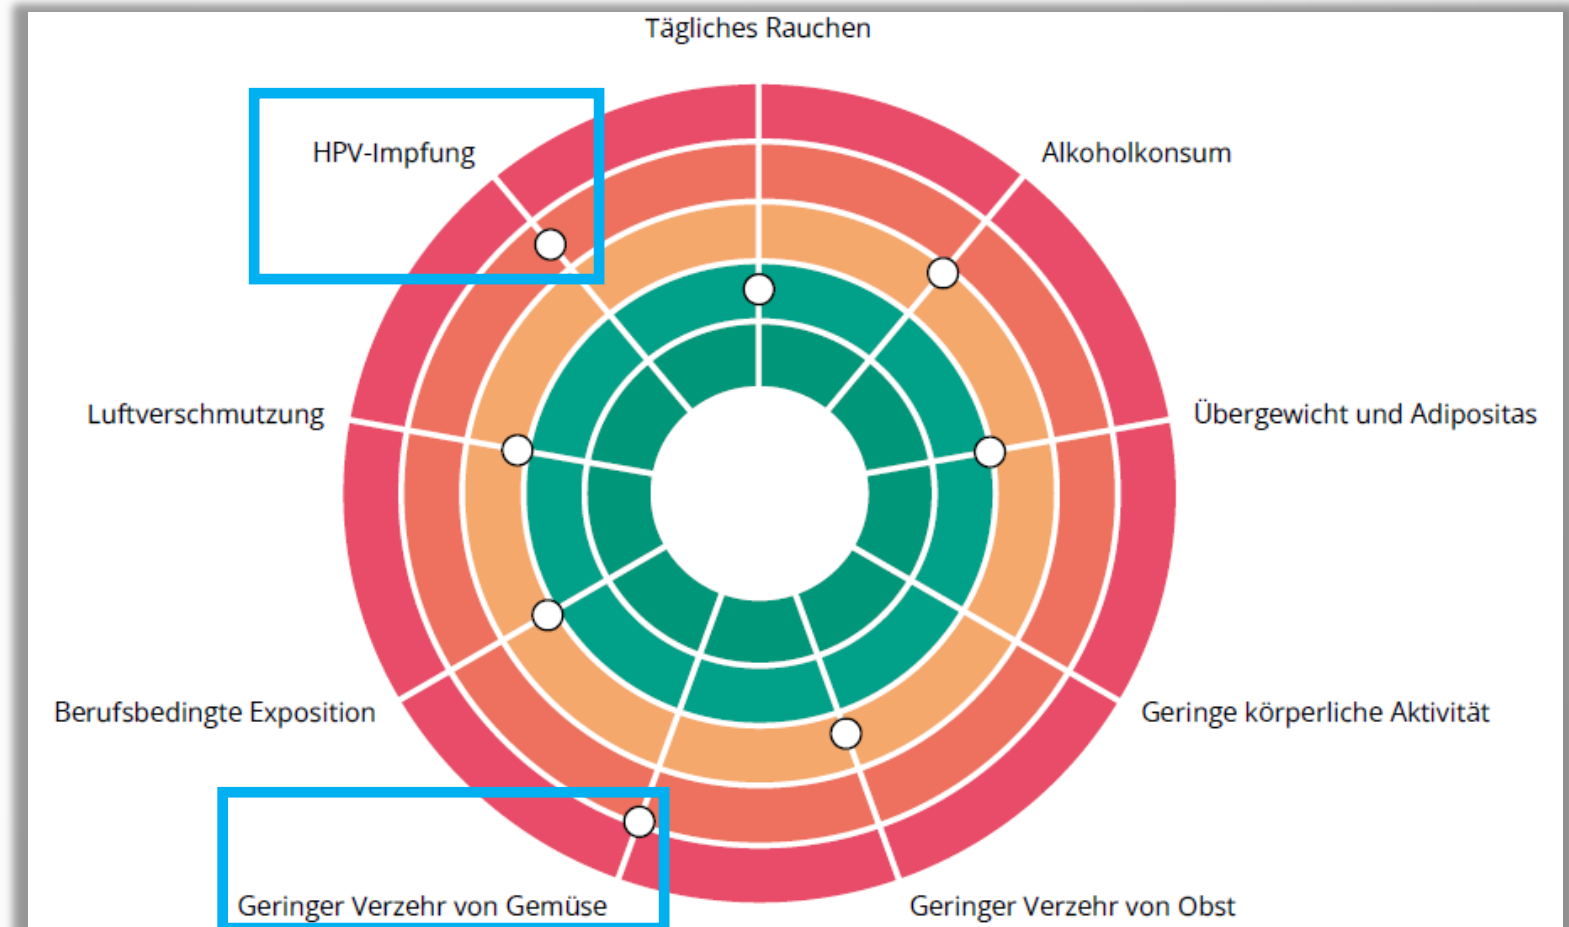 Tägliches Rauchen
HPV-Impfung
Alkoholkonsum
Luftverschmutzung
Übergewicht und Adipositas
Berufsbedingte Exposition
Geringe körperliche Aktivität
Geringer Verzehr von Gemüse
Geringer Verzehr von Obst